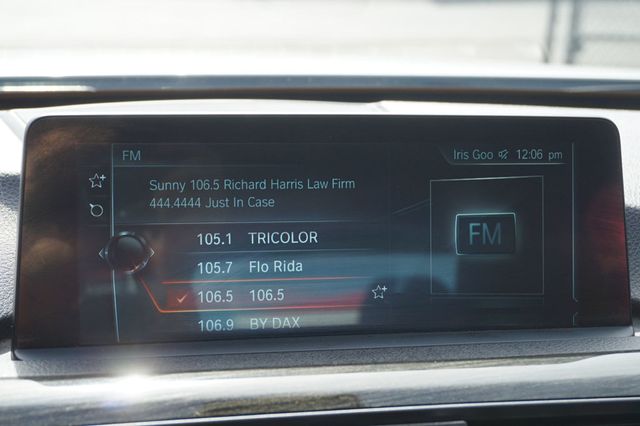 FM
Iris Goo 12:06 pm
Sunny 106.5 Richard Harris Law Firm
444.4444 Just In Case
105.1 TRICOLOR
105.7 Flo Rida
106.5 106.5
106.9 BY DAX
FM